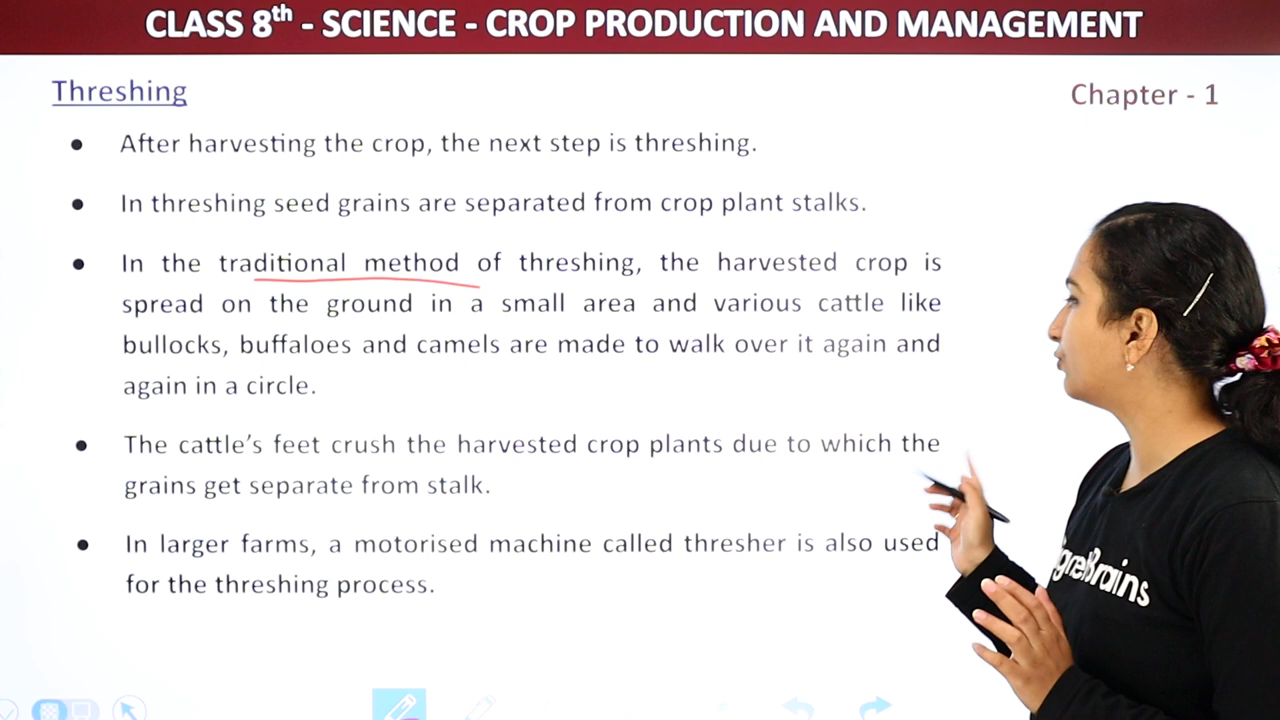 CLASS 8th - SCIENCE - CROP PRODUCTION AND MANAGEMENT
Threshing
Chapter - 1
● After harvesting the crop, the next step is threshing.
● In threshing seed grains are separated from crop plant stalks.
● In the traditional method of threshing, the harvested crop is
spread on the ground in a small area and various cattle like
bullocks, buffaloes and camels are made to walk over it again and
again in a circle.
● The cattle’s feet crush the harvested crop plants due to which the
grains get separate from stalk.
● In larger farms, a motorised machine called thresher is also used
for the threshing process.